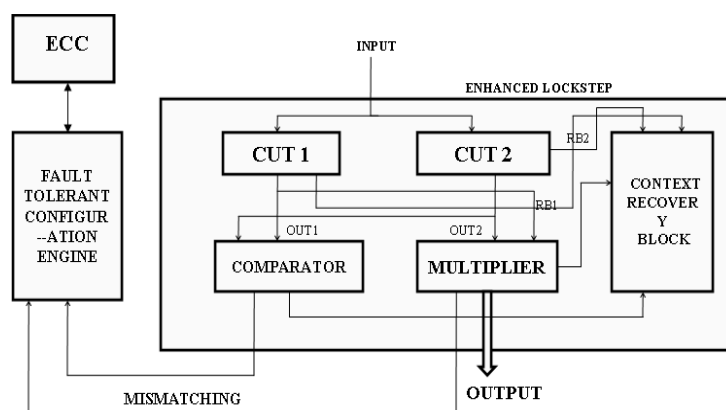 ECC
INPUT
ENHANCED LOCKSTEP
FAULT
TOLERANT
CONFIGUR
--ATION
ENGINE
CUT 1
CUT 2
RB2
CONTEXT
RECOVER
Y
BLOCK
RB1
OUT1
OUT2
COMPARATOR
MULTIPLIER
MISMATCHING
OUTPUT